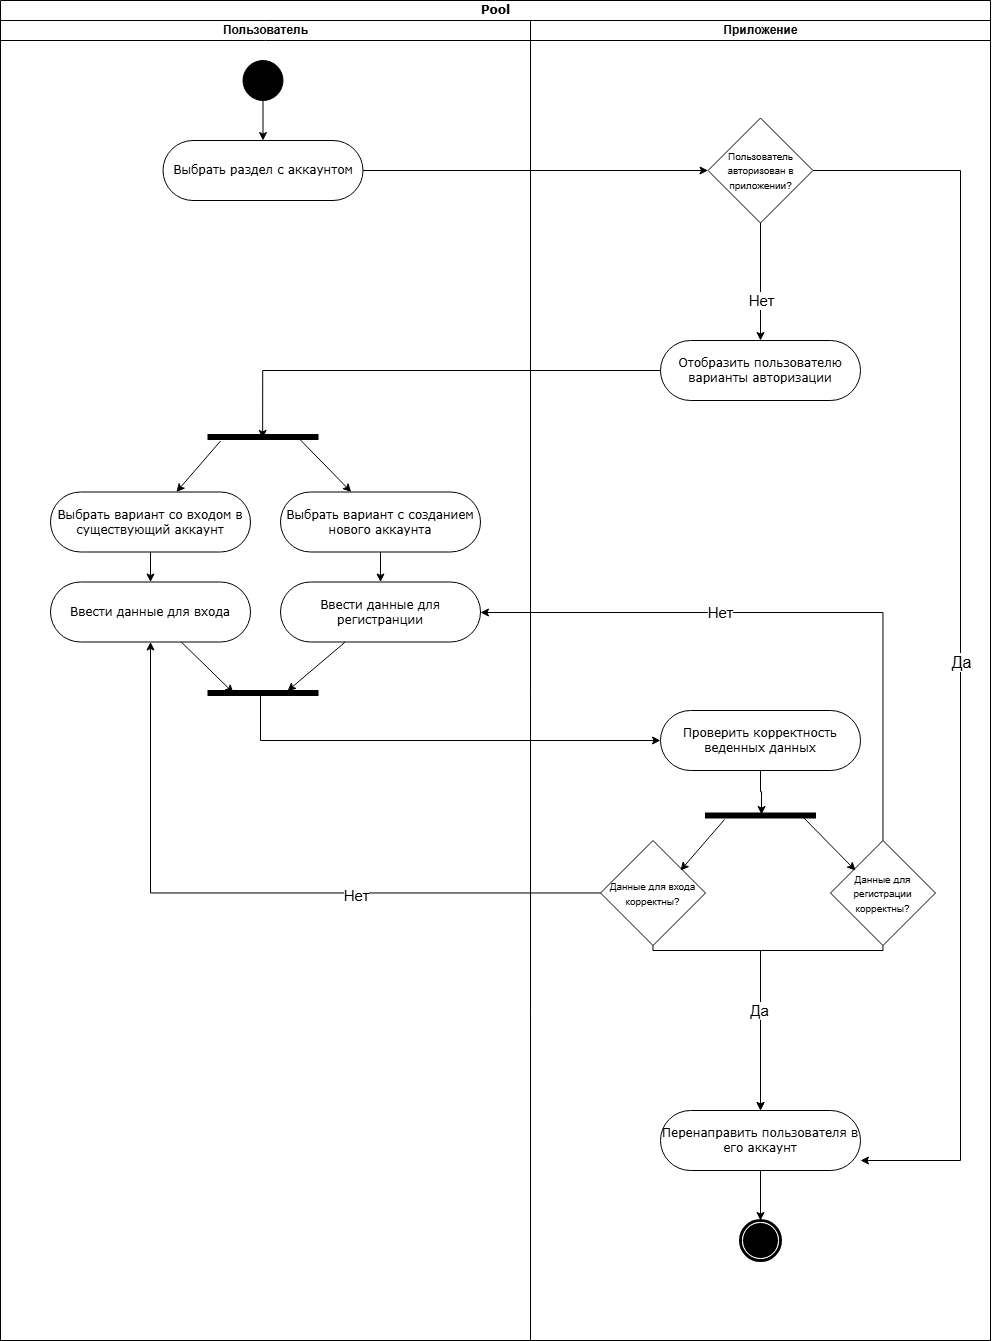 Pool
Пользователь
Приложение
Выбрать раздел с аккаунтом
Пользователь
авторизован в
приложении?
Нет
Отобразить пользователю
варианты авторизации
Выбрать вариант со входом в
существующий аккаунт
Выбрать вариант с созданием
нового аккаунта
Ввести данные для входа
Ввести данные для
регистранции
Нет
Да
Проверить корректность
веденных данных
Данные для входа
корректны?
Данные для
регистрации
корректны?
Нет
Да
Перенаправить пользователя в
его аккаунт